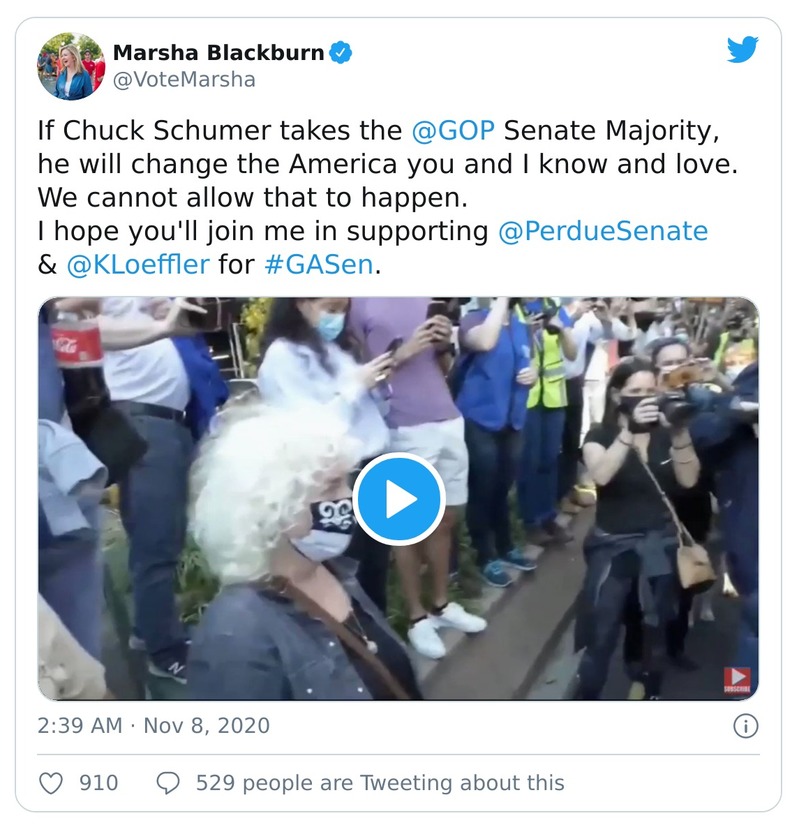 Marsha Blackburn
@VoteMarsha
If Chuck Schumer takes the @GOP Senate Majority,
he will change the America you and I know and love.
We cannot allow that to happen.
I hope you'll join me in supporting @PerdueSenate
& @KLoeffler for #GASen.
N
SUBSCRIBE
2:39 AM · Nov 8, 2020
910 529 people are Tweeting about this